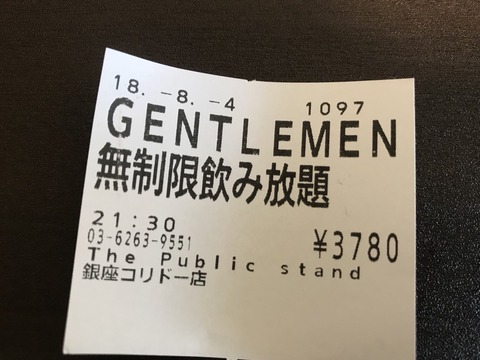 18. -8. -4 1097
GENTLEMEN
無制限飲み放題
21:30
03-6263-9551 ¥3780
The Public stand
銀座コリドー店